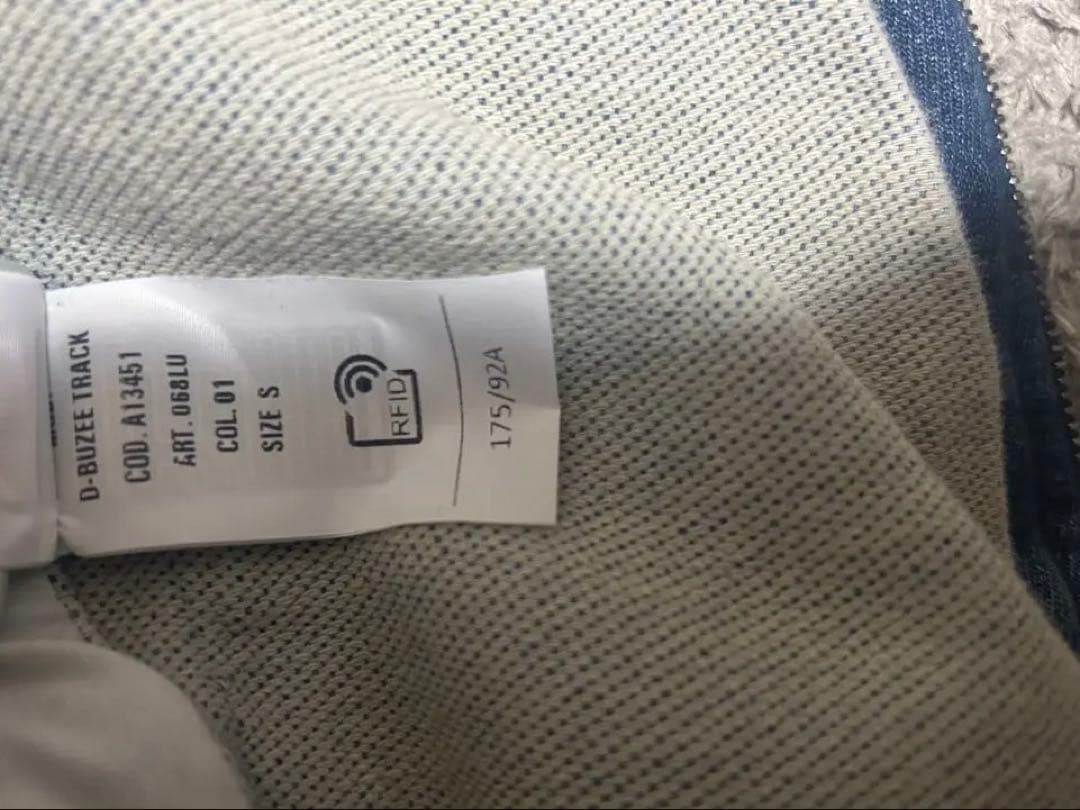 D-BUZEE TRACK
COD. A13451
ART. 068LU
COL. 01
SIZE S
RFID
175/92A